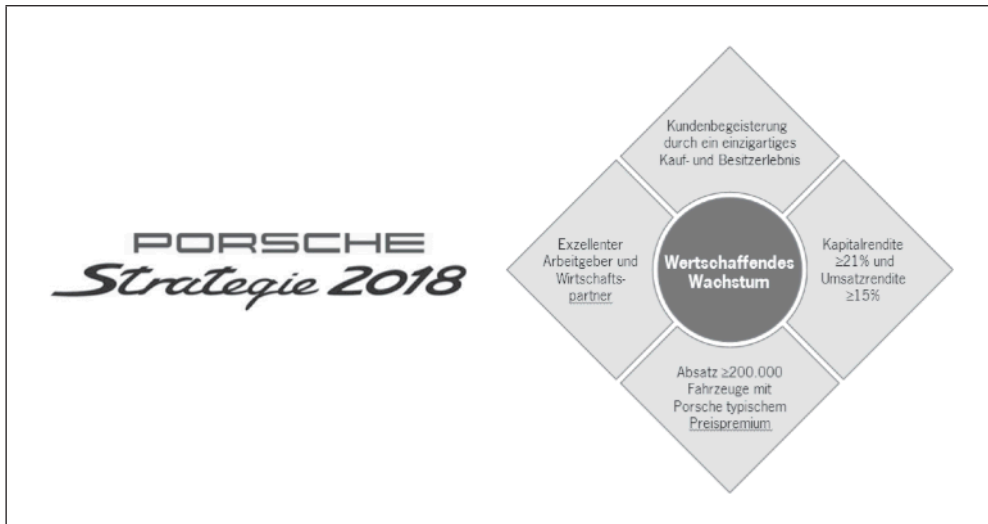 PORSCHE
Strategie 2018
Kundenbegeisterung
durch ein einzigartiges
Kauf- und Besitzerlebnis
Exzellenter
Arbeitgeber und
Wirtschafts-
partner
Wertschaffendes
Wachstum
Kapitalrendite
≥21% und
Umsatzrendite
≥15%
Absatz ≥200.000
Fahrzeuge mit
Porsche typischem
Preispremium